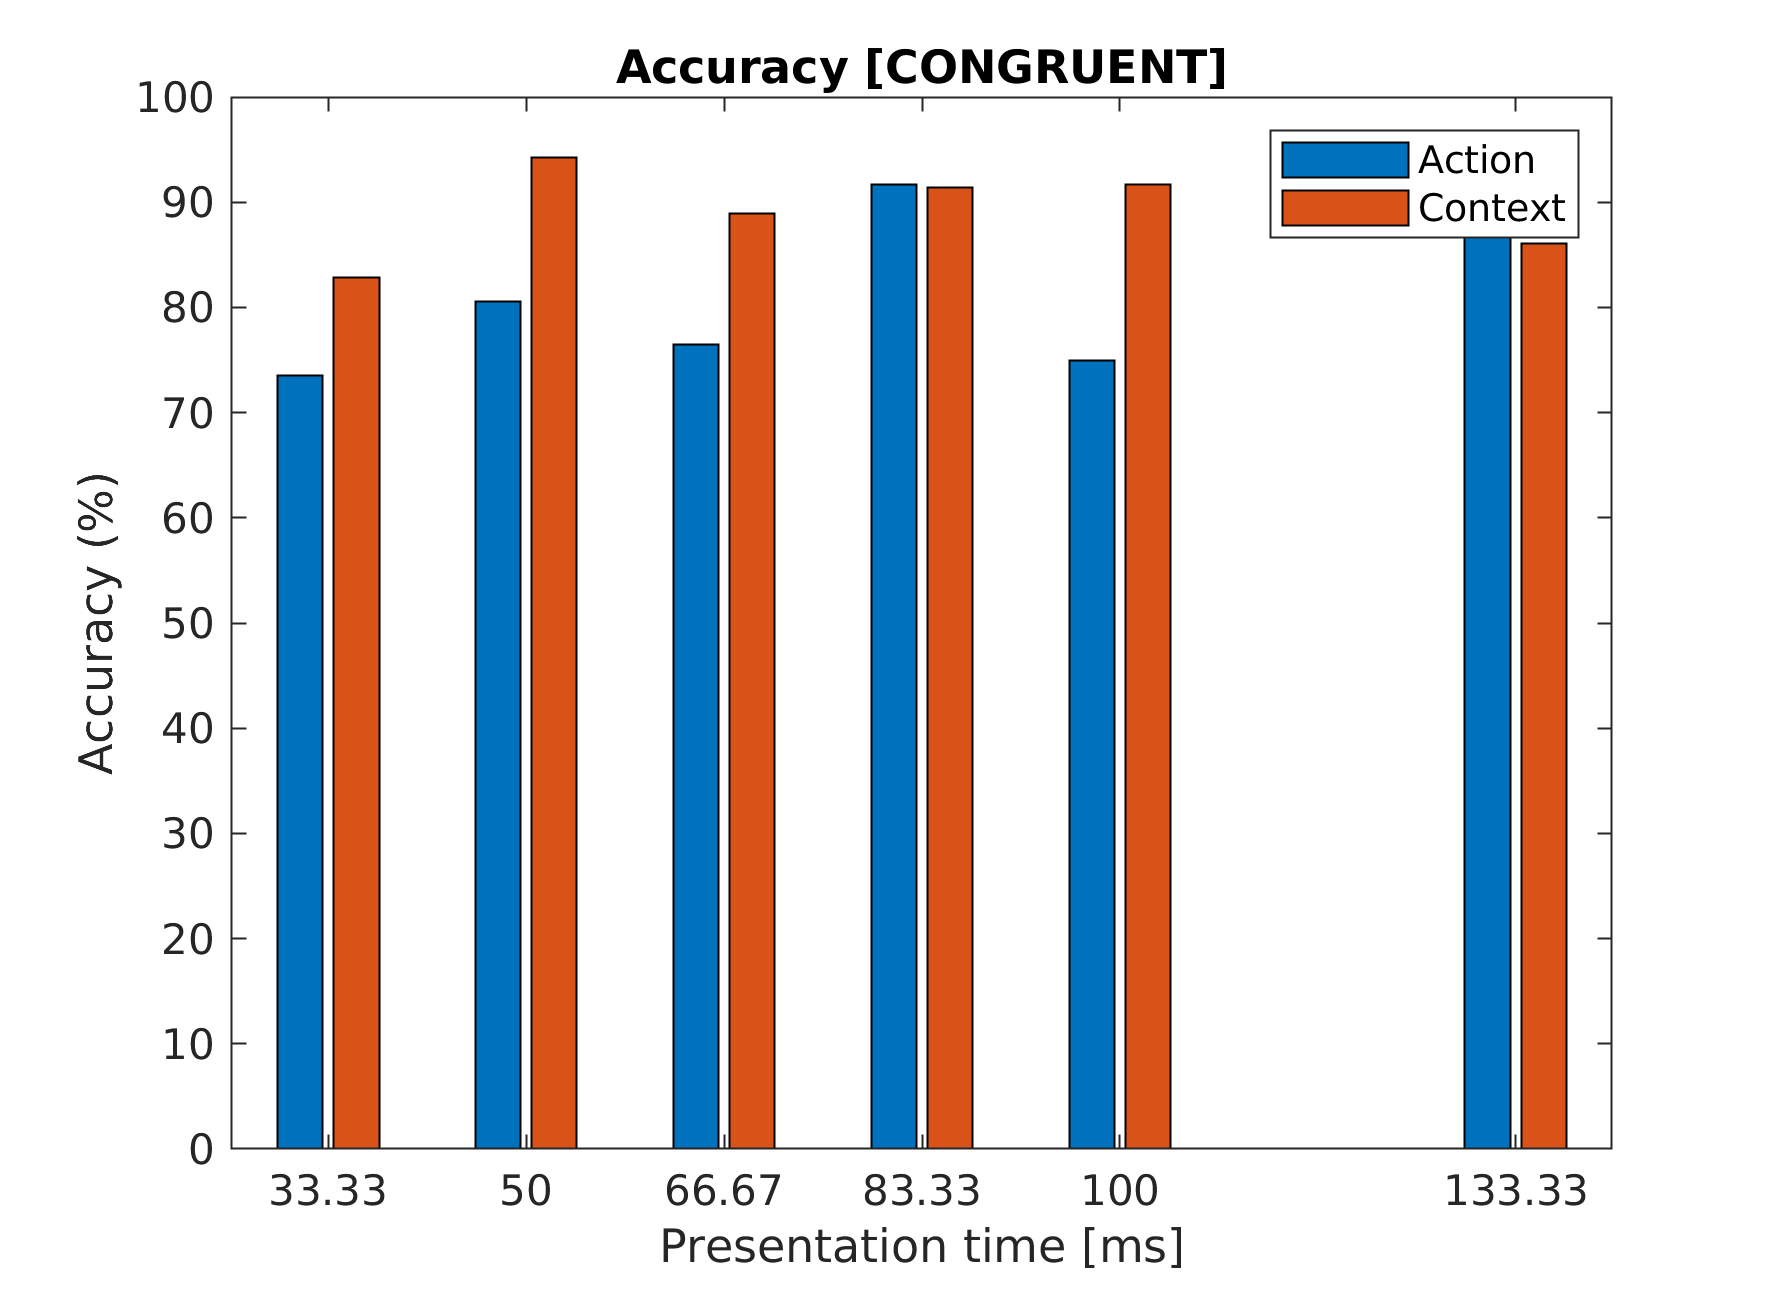 Accuracy [CONGRUENT]
Action
Context
100
90
80
70
60
50
40
30
20
10
0
Accuracy (%)
33.33 50 66.67 83.33 100 133.33
Presentation time [ms]